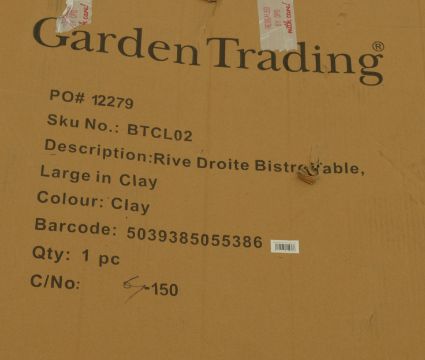 Garden Trading®
PO# 12279
Sku No.: BTCL02
Description:Rive Droite Bistro Table,
Large in Clay
Colour: Clay
Barcode: 5039385055386
Qty: 1 pc
C/No: -150